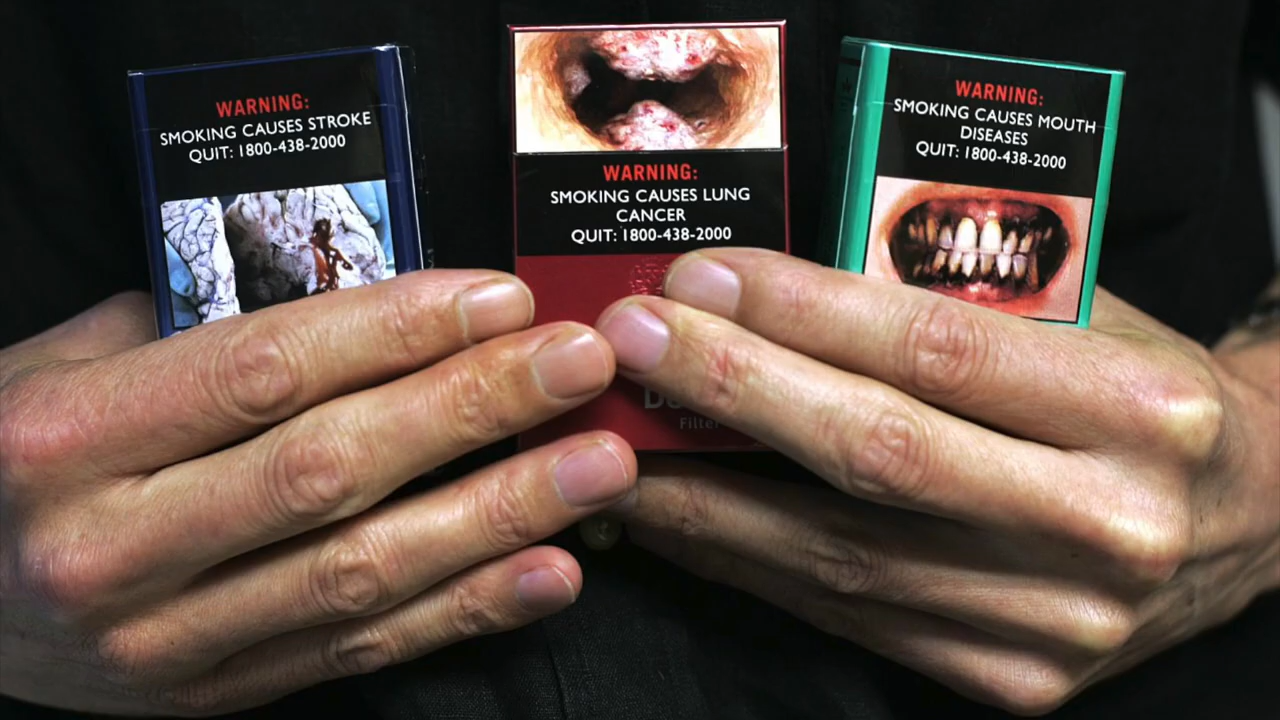 WARNING:
SMOKING CAUSES STROKE
QUIT: 1800-438-2000
WARNING:
SMOKING CAUSES LUNG
CANCER
QUIT: 1800-438-2000
Filter
WARNING:
SMOKING CAUSES MOUTH
DISEASES
QUIT: 1800-438-2000